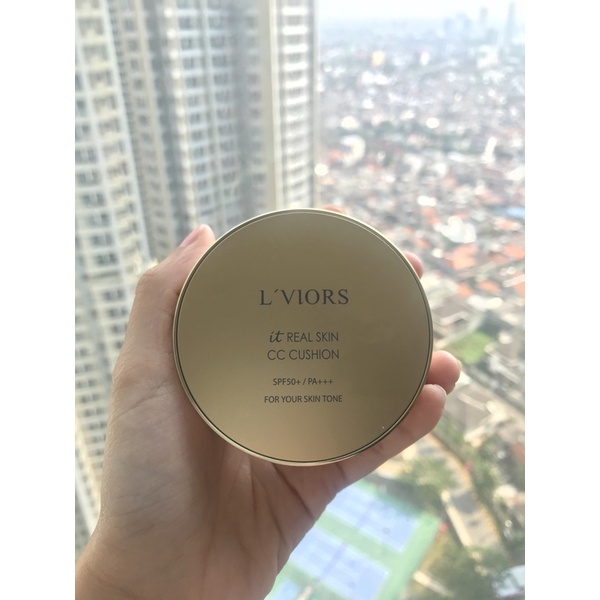 L´VIORS
it REAL SKIN
CC CUSHION
SPF50+ / PA+++
FOR YOUR SKIN TONE